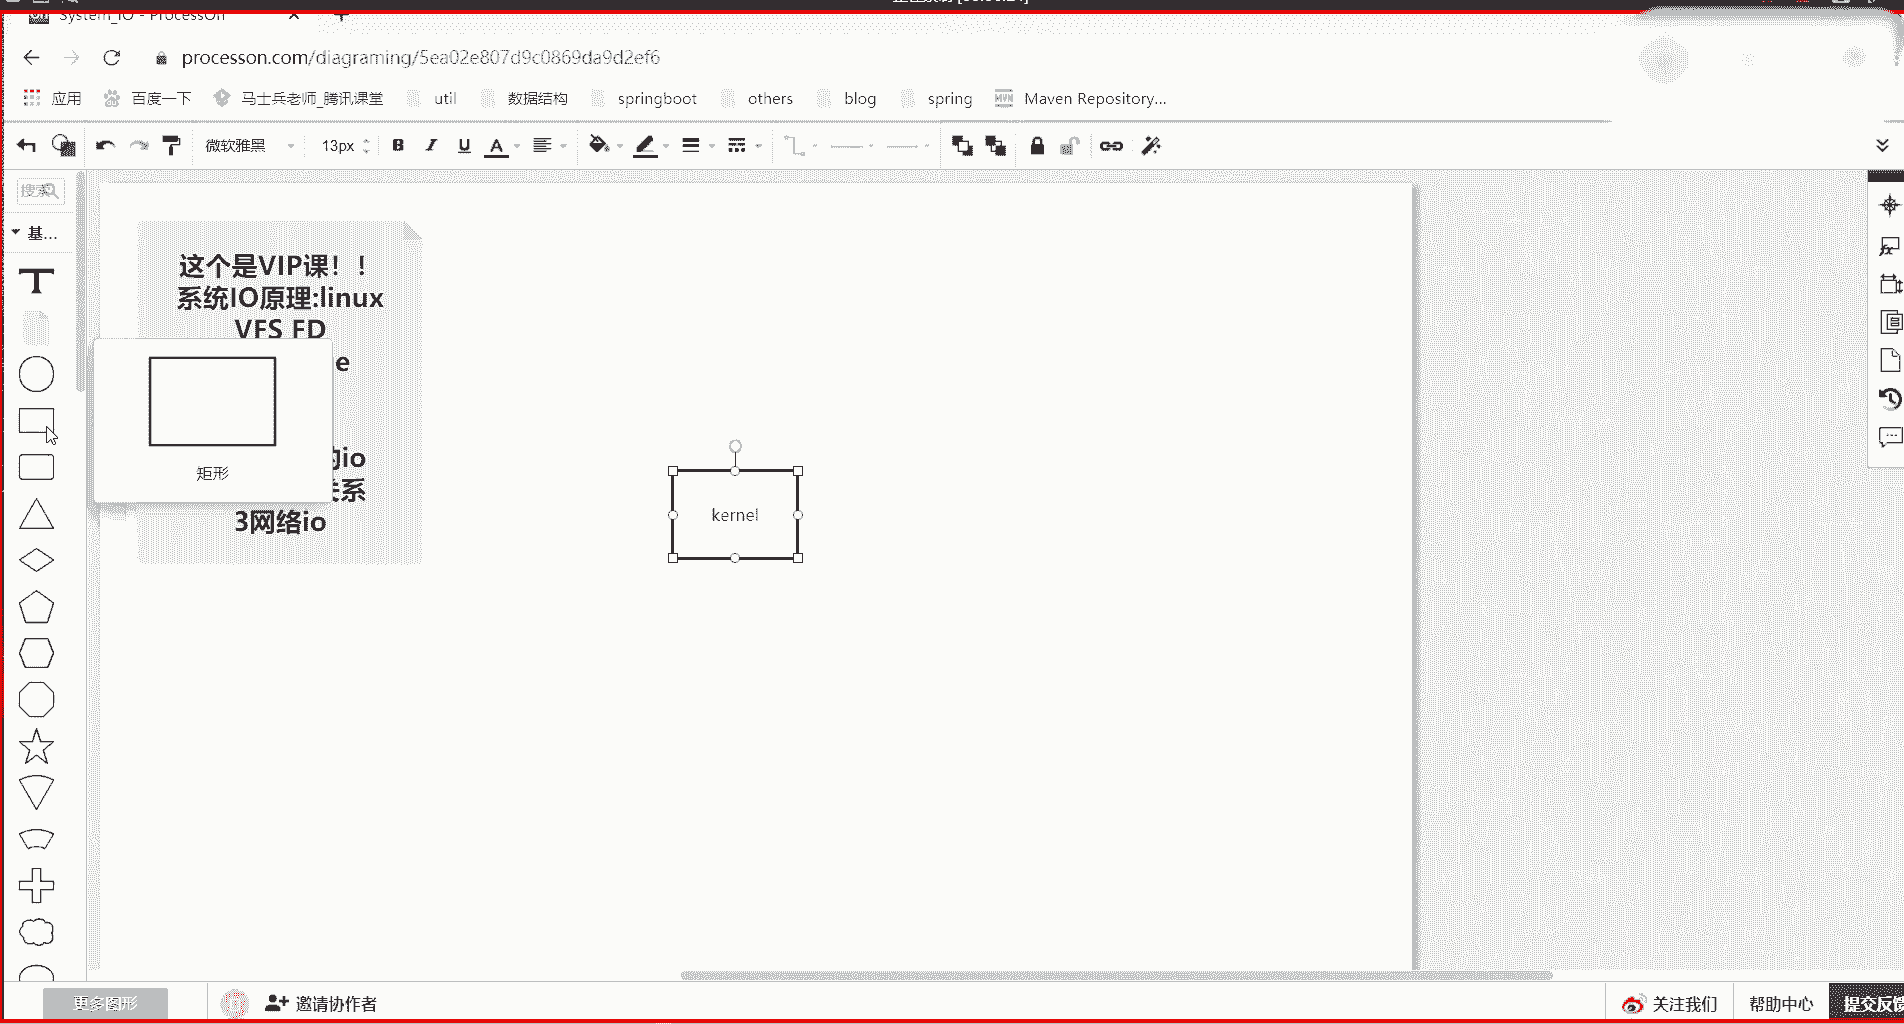 System_IO - ProcessOn
processon.com/diagraming/5ea02e807d9c0869da9d2ef6
应用 百度一下 马士兵老师_腾讯课堂 util 数据结构 springboot others blog spring Maven Repository...
微软雅黑 13px B I U A
搜索
基...
T
这个是VIP课！！
系统IO原理:linux
VFS FD
e
io
系
3网络io
矩形
kernel
更多图形 邀请协作者 关注我们 帮助中心 提交反馈